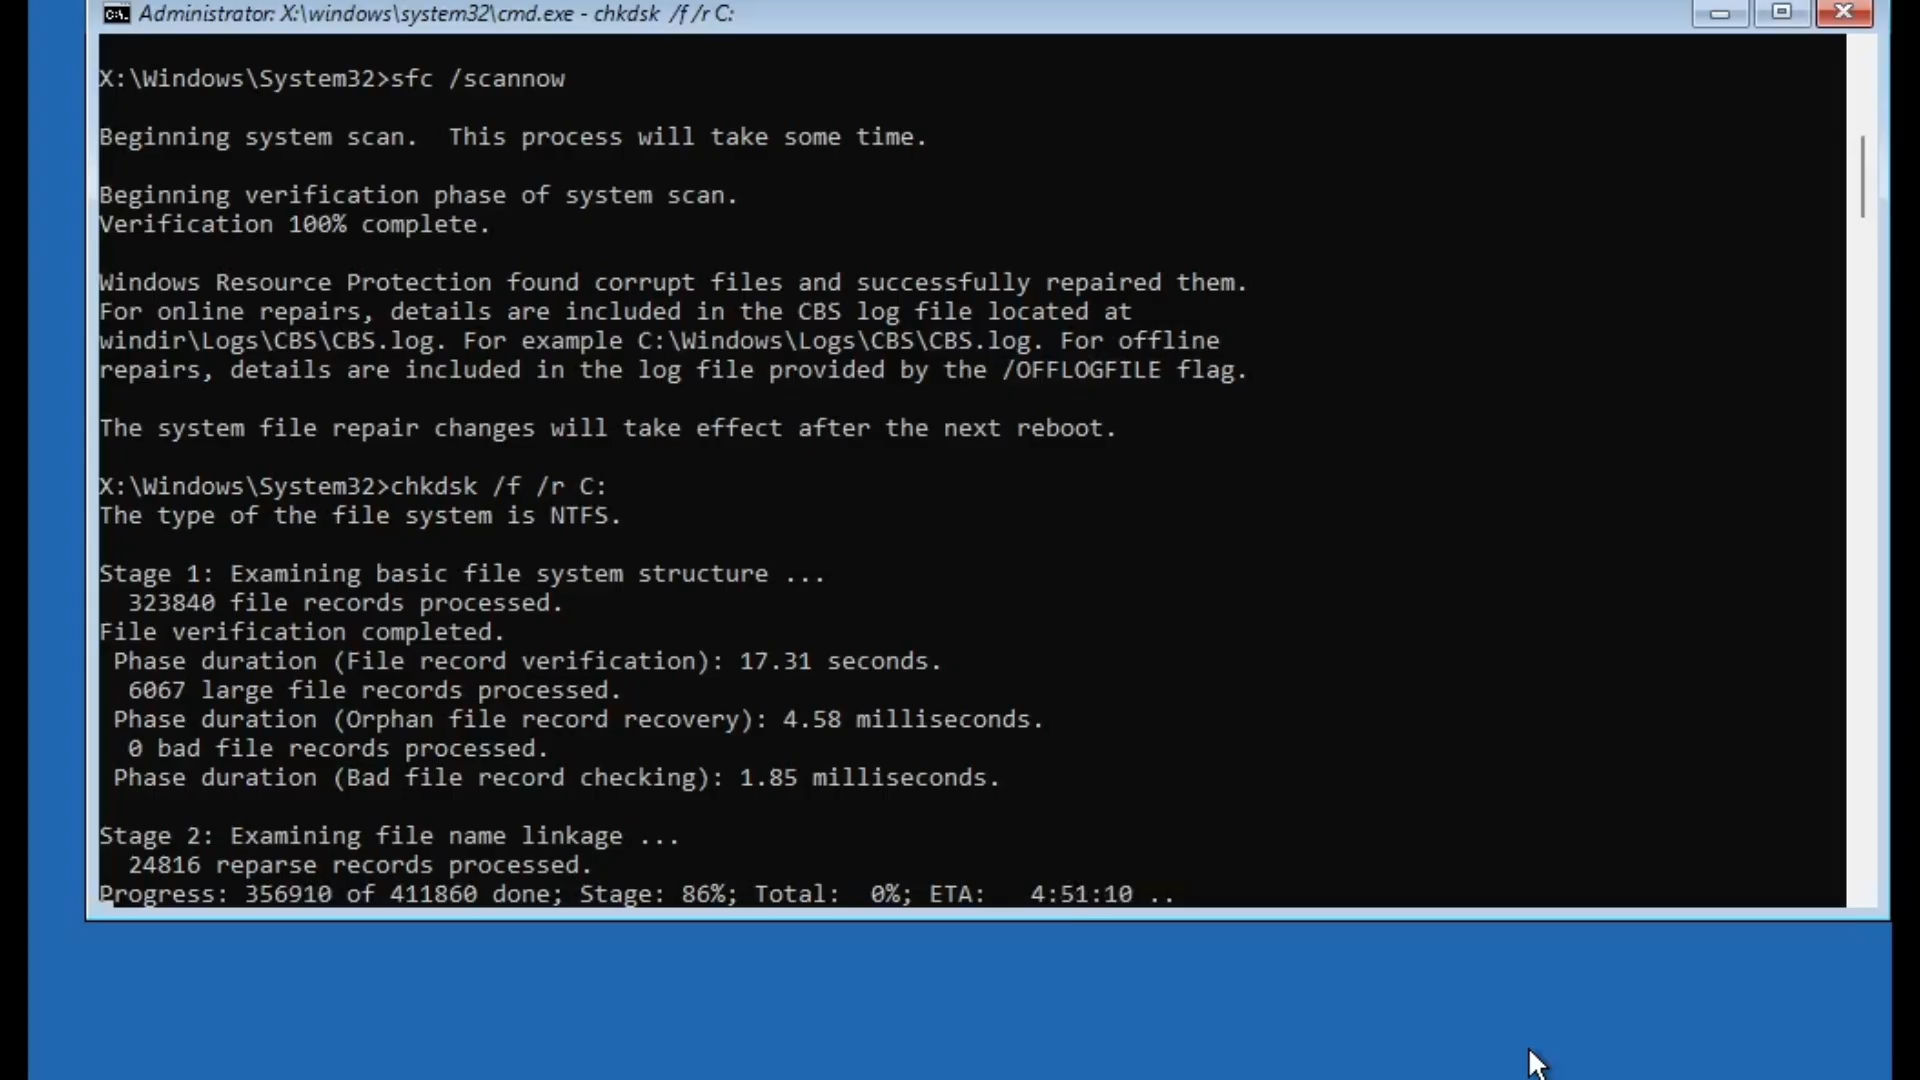 Administrator: X:\windows\system32\cmd.exe - chkdsk /f /r C:
X:\Windows\System32>sfc /scannow
Beginning system scan.  This process will take some time.
Beginning verification phase of system scan.
Verification 100% complete.
Windows Resource Protection found corrupt files and successfully repaired them.
For online repairs, details are included in the CBS log file located at
windir\Logs\CBS\CBS.log. For example C:\Windows\Logs\CBS\CBS.log. For offline
repairs, details are included in the log file provided by the /OFFLOGFILE flag.
The system file repair changes will take effect after the next reboot.
X:\Windows\System32>chkdsk /f /r C:
The type of the file system is NTFS.
Stage 1: Examining basic file system structure ...
323840 file records processed.
File verification completed.
Phase duration (File record verification): 17.31 seconds.
6067 large file records processed.
Phase duration (Orphan file record recovery): 4.58 milliseconds.
0 bad file records processed.
Phase duration (Bad file record checking): 1.85 milliseconds.
Stage 2: Examining file name linkage ...
24816 reparse records processed.
Progress: 356910 of 411860 done; Stage: 86%; Total:  0%; ETA:   4:51:10 ..